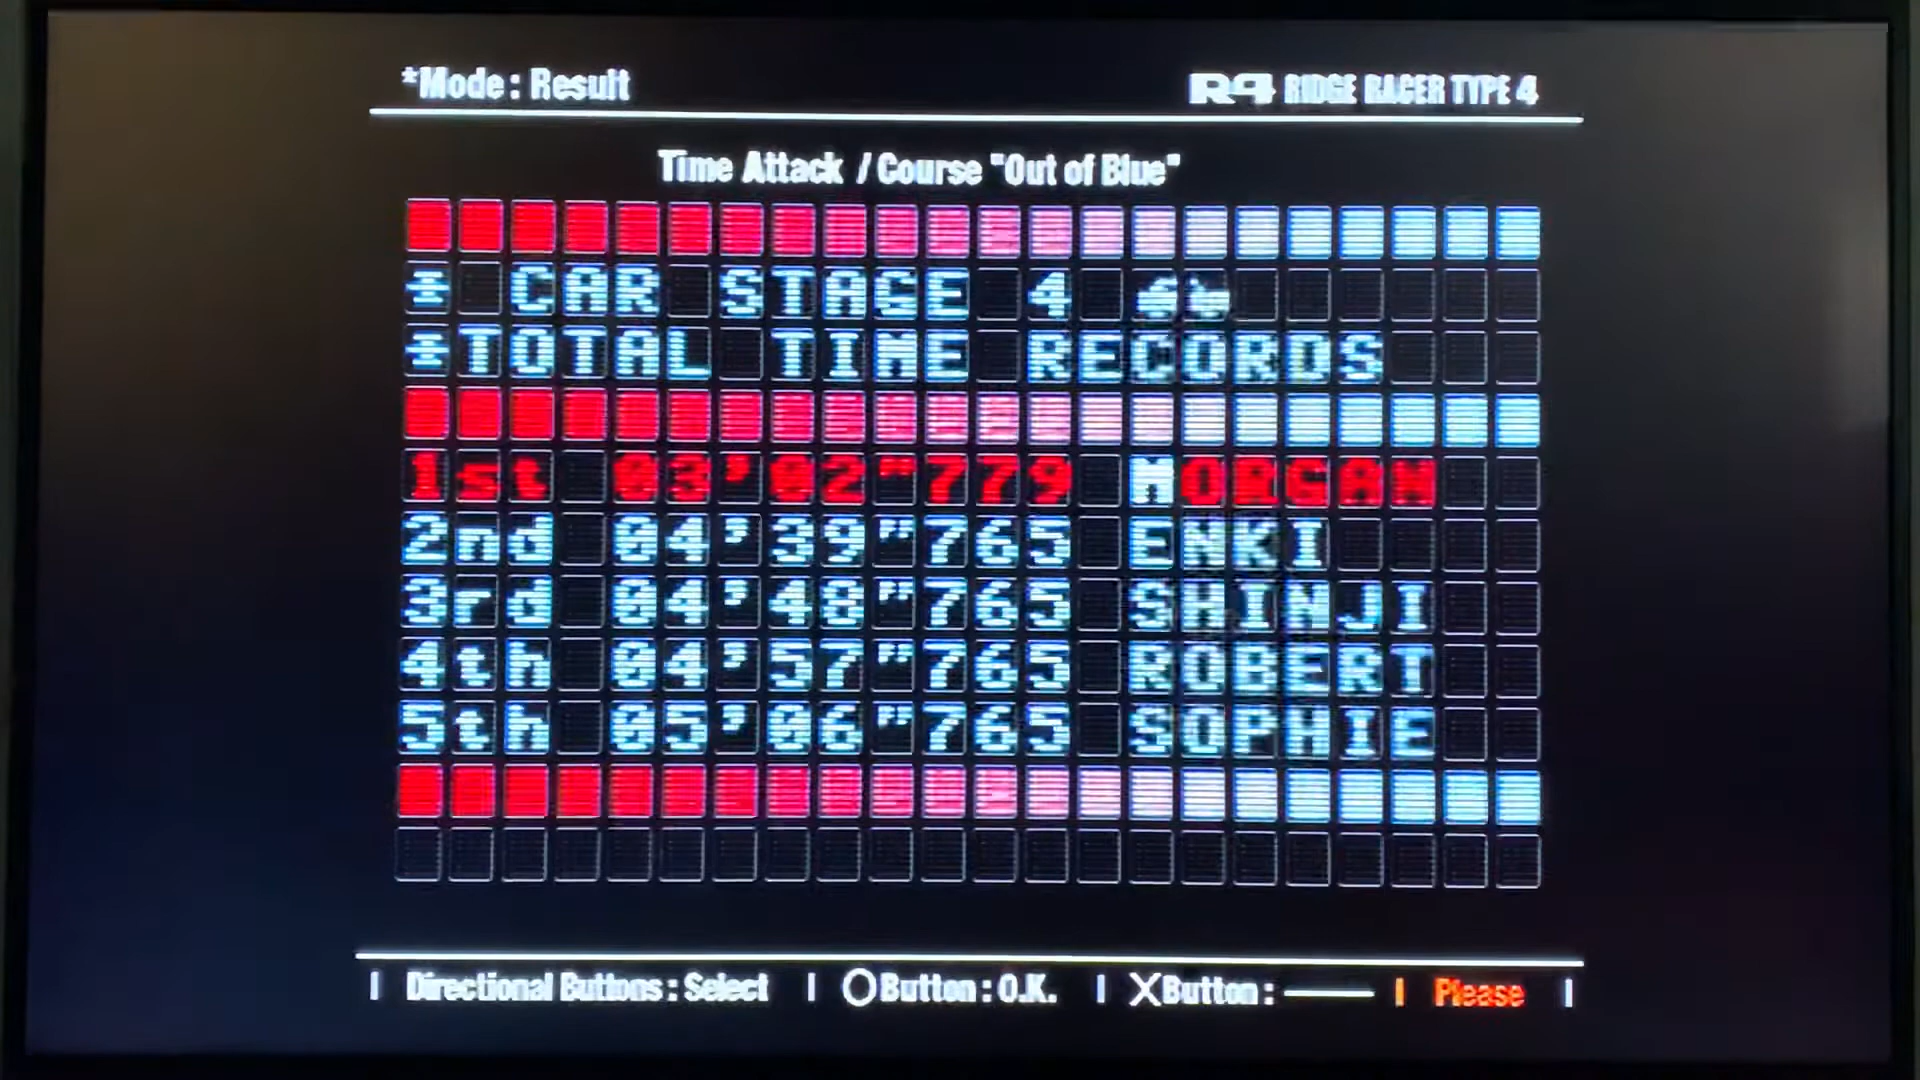 *Mode: Result
R4 RIDGE RACER TYPE 4
Time Attack / Course "Out of Blue"
* CAR STAGE 4
*TOTAL TIME RECORDS
1st 03'02"779 MORGAN
2nd 04'39"765 ENKI
3rd 04'48"765 SHINJI
4th 04'57"765 ROBERT
5th 05'06"765 SOPHIE
| Directional Buttons: Select | ○Button: O.K. | ×Button: —— | Please |